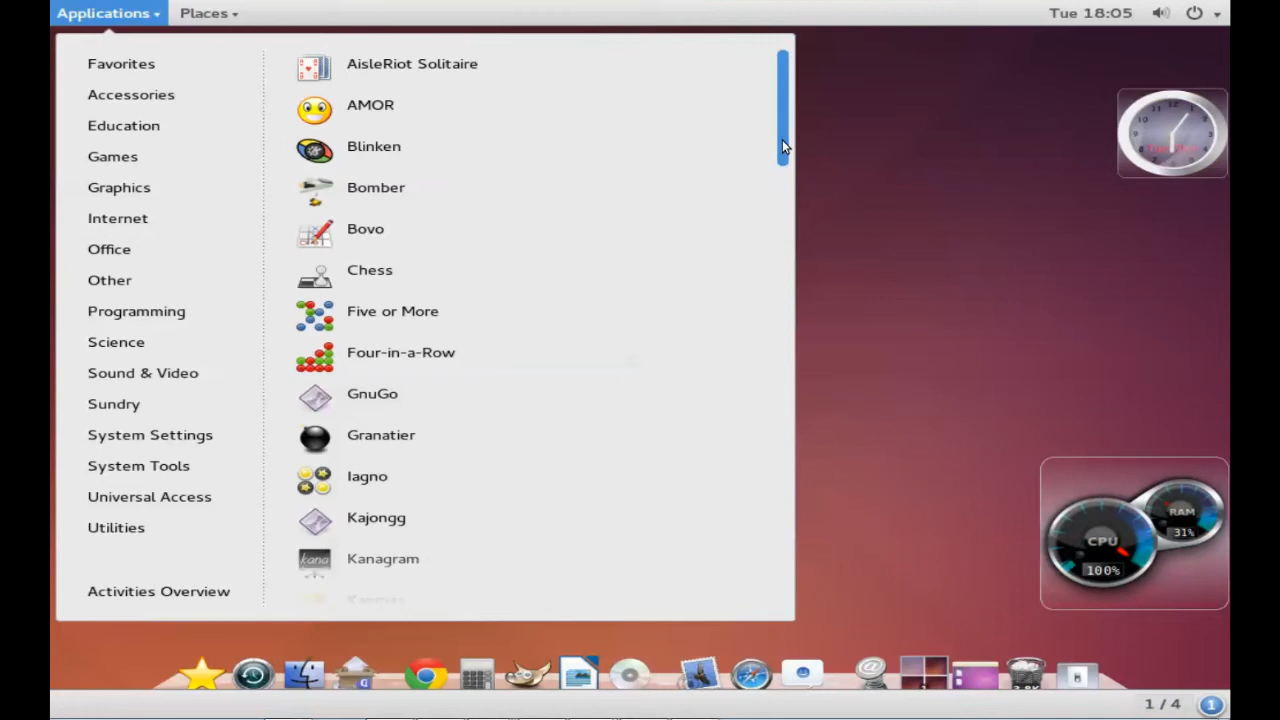 Applications Places Tue 18:05
Favorites
Accessories
Education
Games
Graphics
Internet
Office
Other
Programming
Science
Sound & Video
Sundry
System Settings
System Tools
Universal Access
Utilities
Activities Overview
AisleRiot Solitaire
AMOR
Blinken
Bomber
Bovo
Chess
Five or More
Four-in-a-Row
GnuGo
Granatier
Iagno
Kajongg
kana
Kanagram
RAM
31%
CPU
100%
1 / 4
1